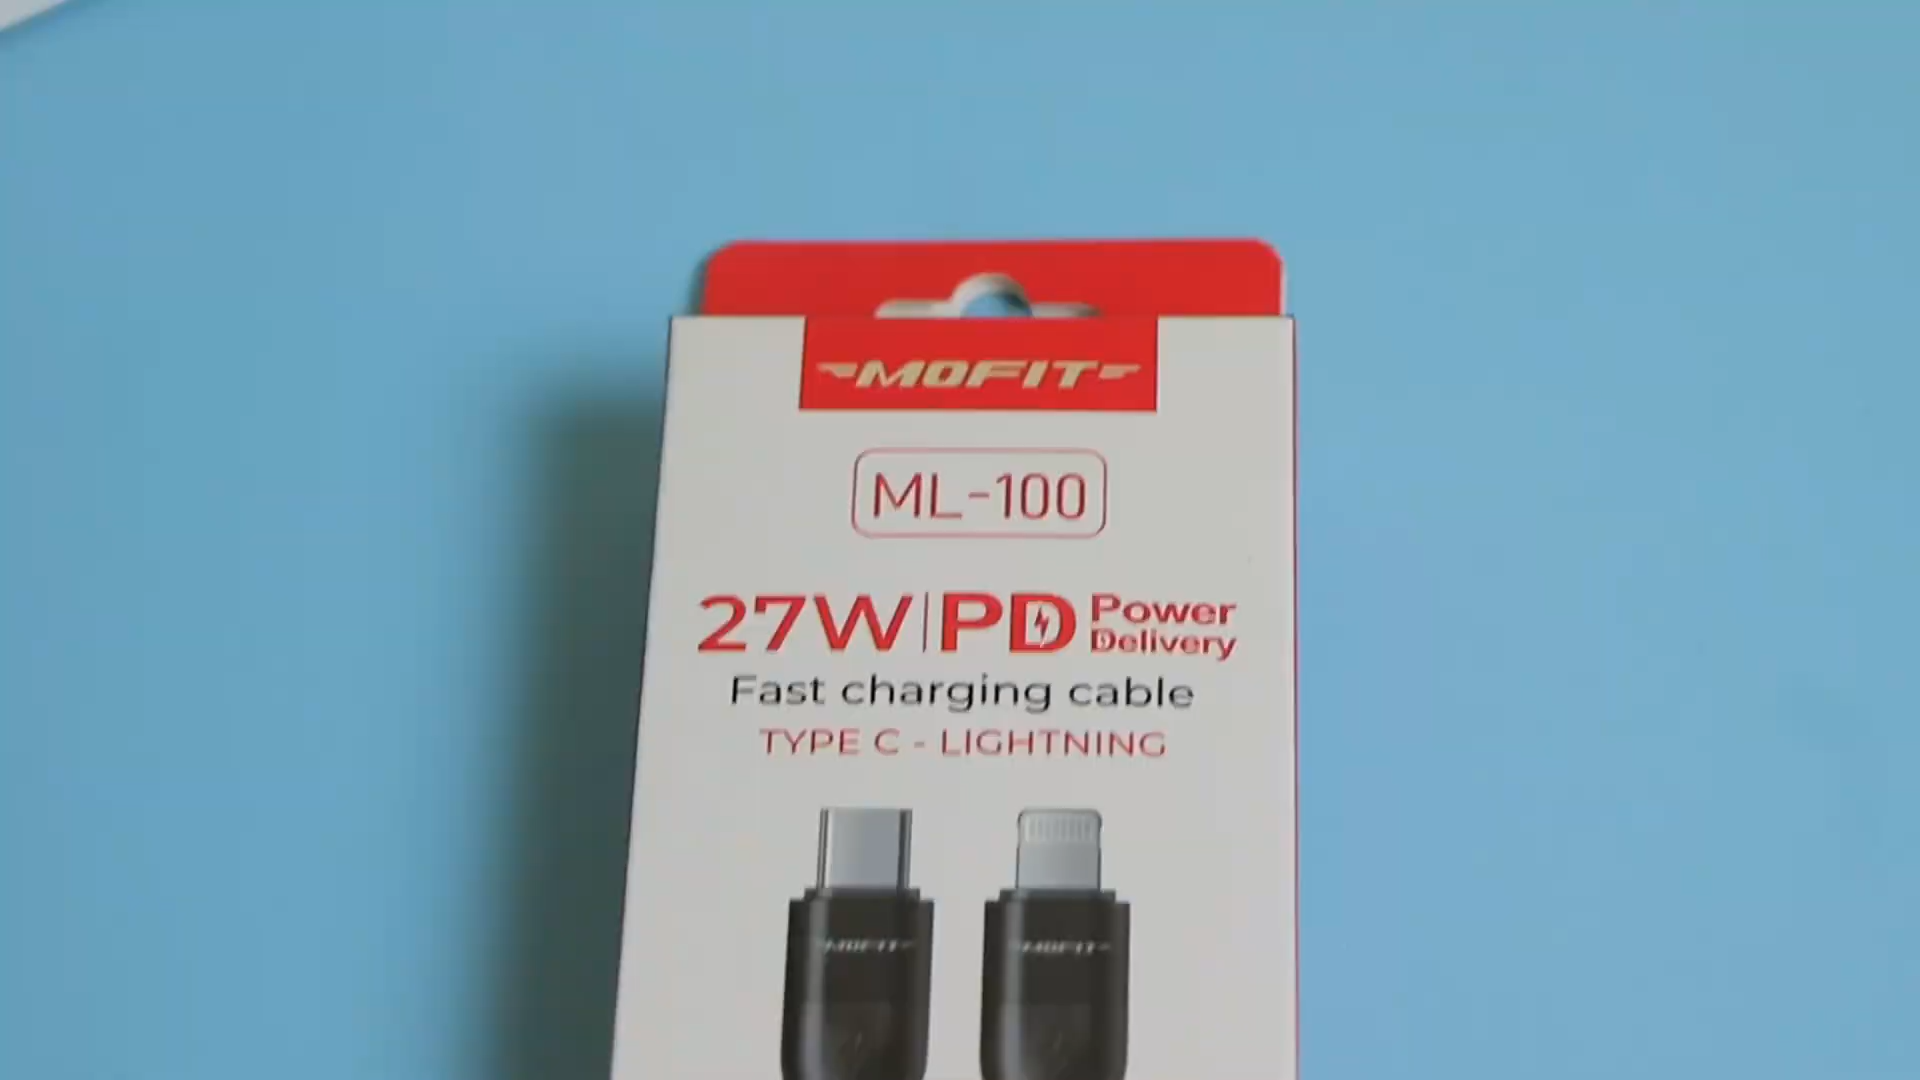 MOFIT
ML-100
27W PD Power Delivery
Fast charging cable
TYPE C - LIGHTNING
MOFIT MOFIT